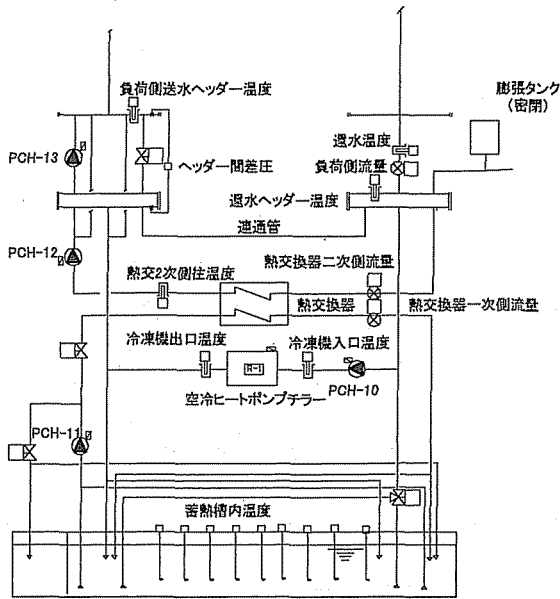 負荷側送水ヘッダー温度
膨張タンク
（密閉）
還水温度
PCH-13
ヘッダー間差圧
負荷側流量
還水ヘッダー温度
連通管
PCH-12
熱交2次側往温度
熱交換器二次側流量
熱交換器
熱交換器一次側流量
冷凍機出口温度
冷凍機入口温度
R-1
PCH-10
空冷ヒートポンプチラー
PCH-11
蓄熱槽内温度